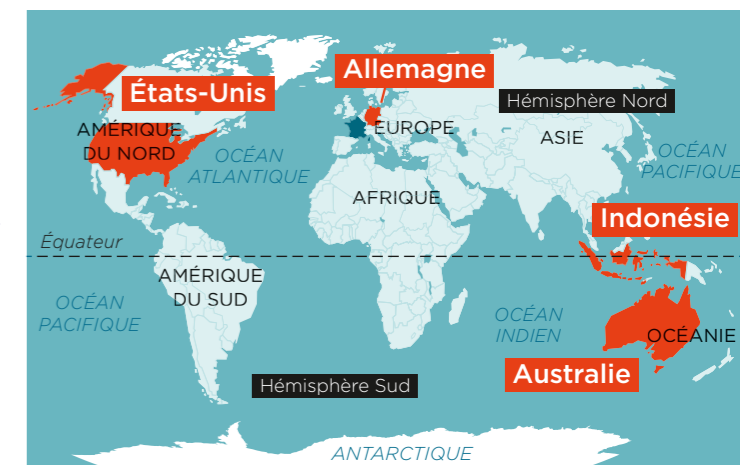 Allemagne
États-Unis
Hémisphère Nord
AMÉRIQUE
DU NORD
EUROPE
ASIE
OCÉAN
ATLANTIQUE
OCÉAN
PACIFIQUE
AFRIQUE
Indonésie
Équateur
AMÉRIQUE
DU SUD
OCÉAN
PACIFIQUE
OCÉAN
INDIEN
OCÉANIE
Australie
Hémisphère Sud
ANTARCTIQUE